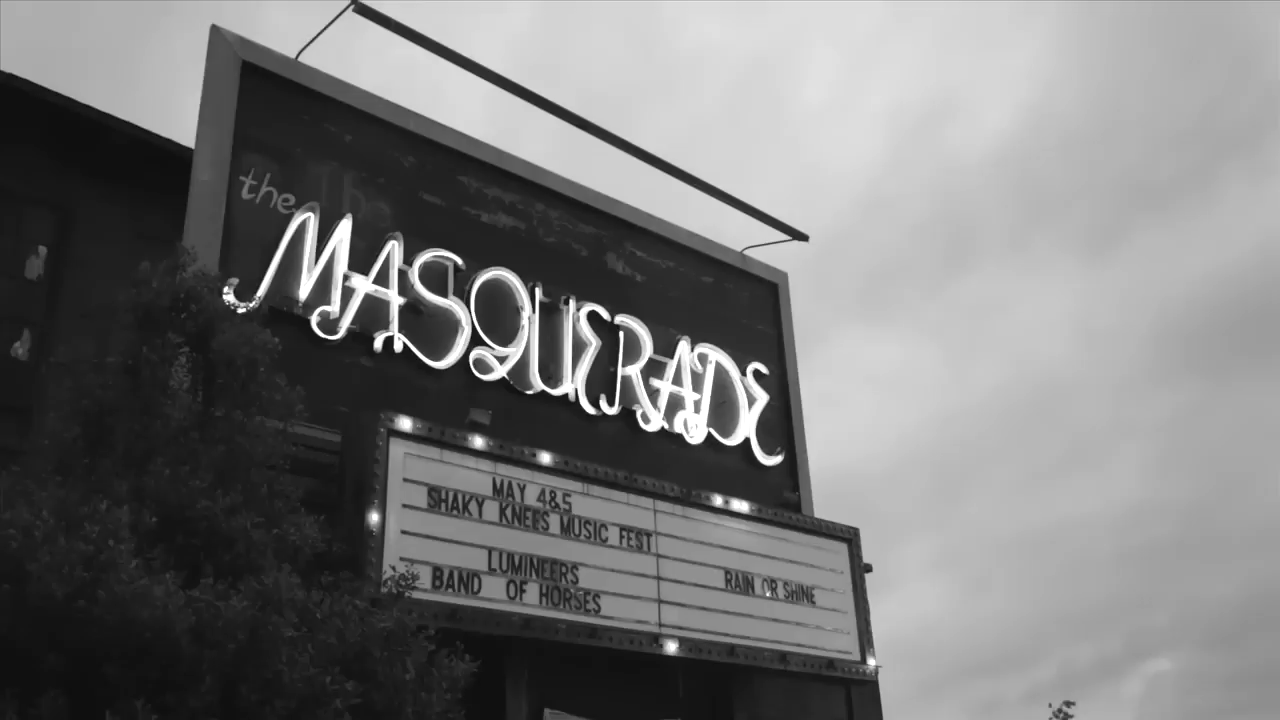 the
MASQUERADE
MAY 4&5
SHAKY KNEES MUSIC FEST
LUMINEERS
BAND OF HORSES
RAIN OR SHINE